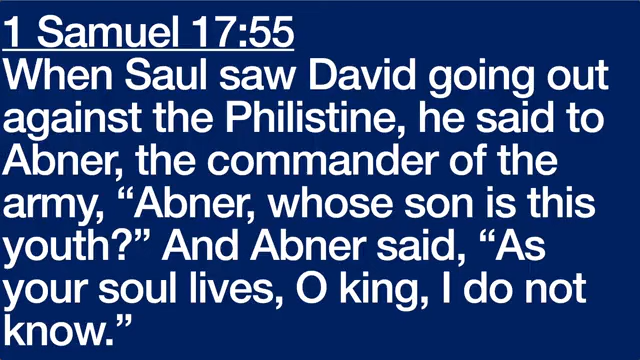 1 Samuel 17:55
When Saul saw David going out
against the Philistine, he said to
Abner, the commander of the
army, “Abner, whose son is this
youth?” And Abner said, “As
your soul lives, O king, I do not
know.”